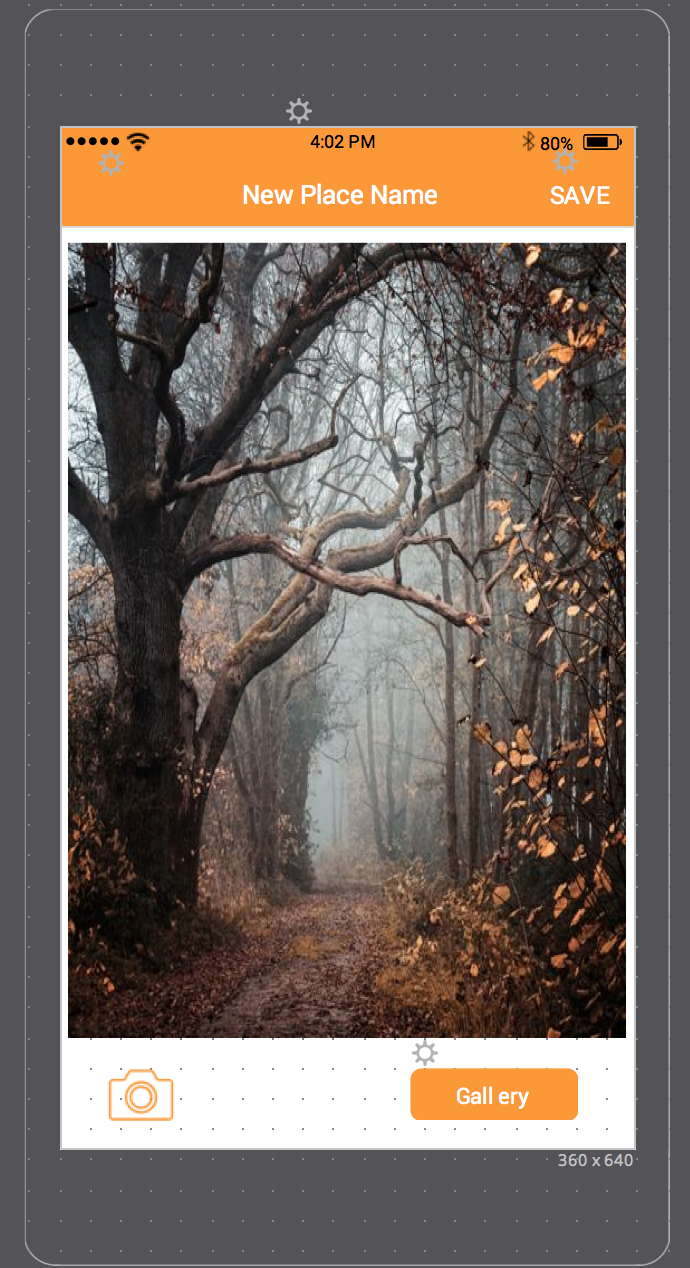 4:02 PM 80%
New Place Name SAVE
Gall ery
360 x 640